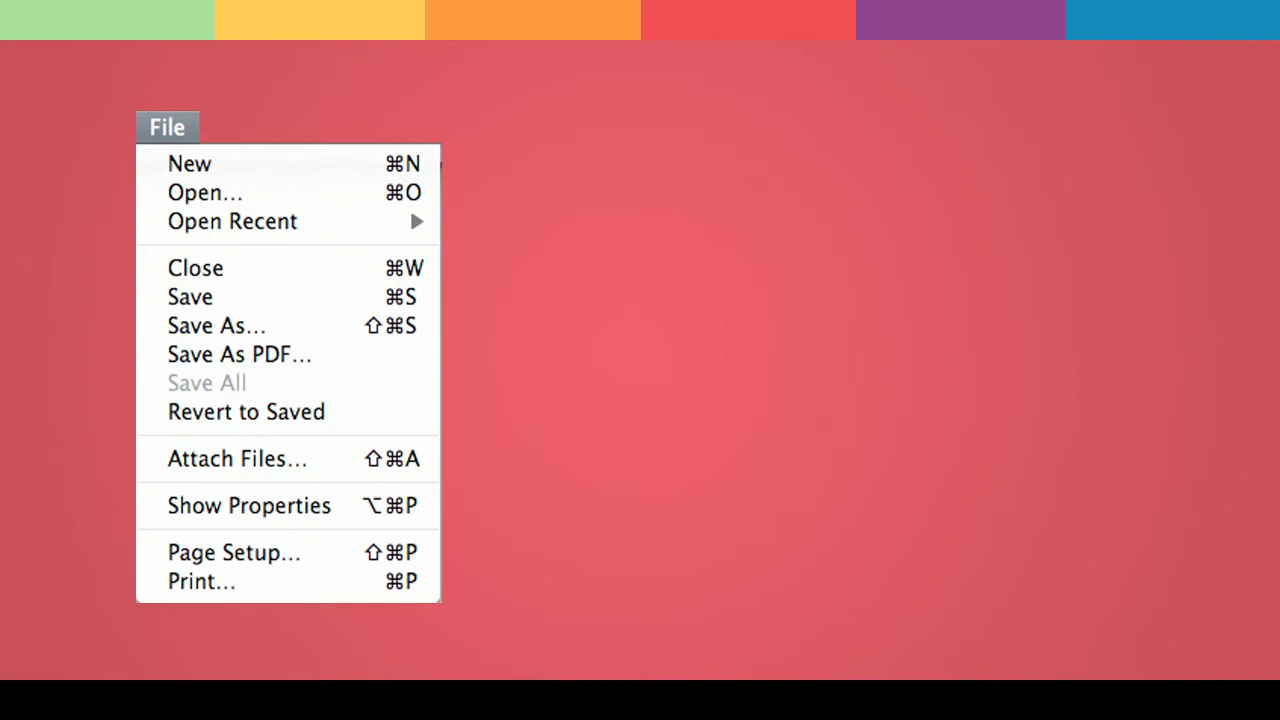 File
New ⌘N
Open... ⌘O
Open Recent ▶
Close ⌘W
Save ⌘S
Save As... ⇧⌘S
Save As PDF...
Save All
Revert to Saved
Attach Files... ⇧⌘A
Show Properties ⌥⌘P
Page Setup... ⇧⌘P
Print... ⌘P